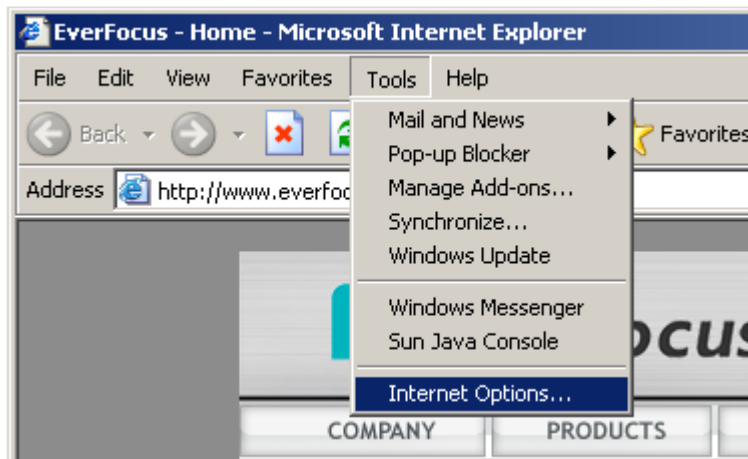 EverFocus - Home - Microsoft Internet Explorer
File Edit View Favorites Tools Help
Back Favorites
Address http://www.everfoc
Mail and News
Pop-up Blocker
Manage Add-ons...
Synchronize...
Windows Update
Windows Messenger
Sun Java Console
Internet Options...
ocus
COMPANY PRODUCTS